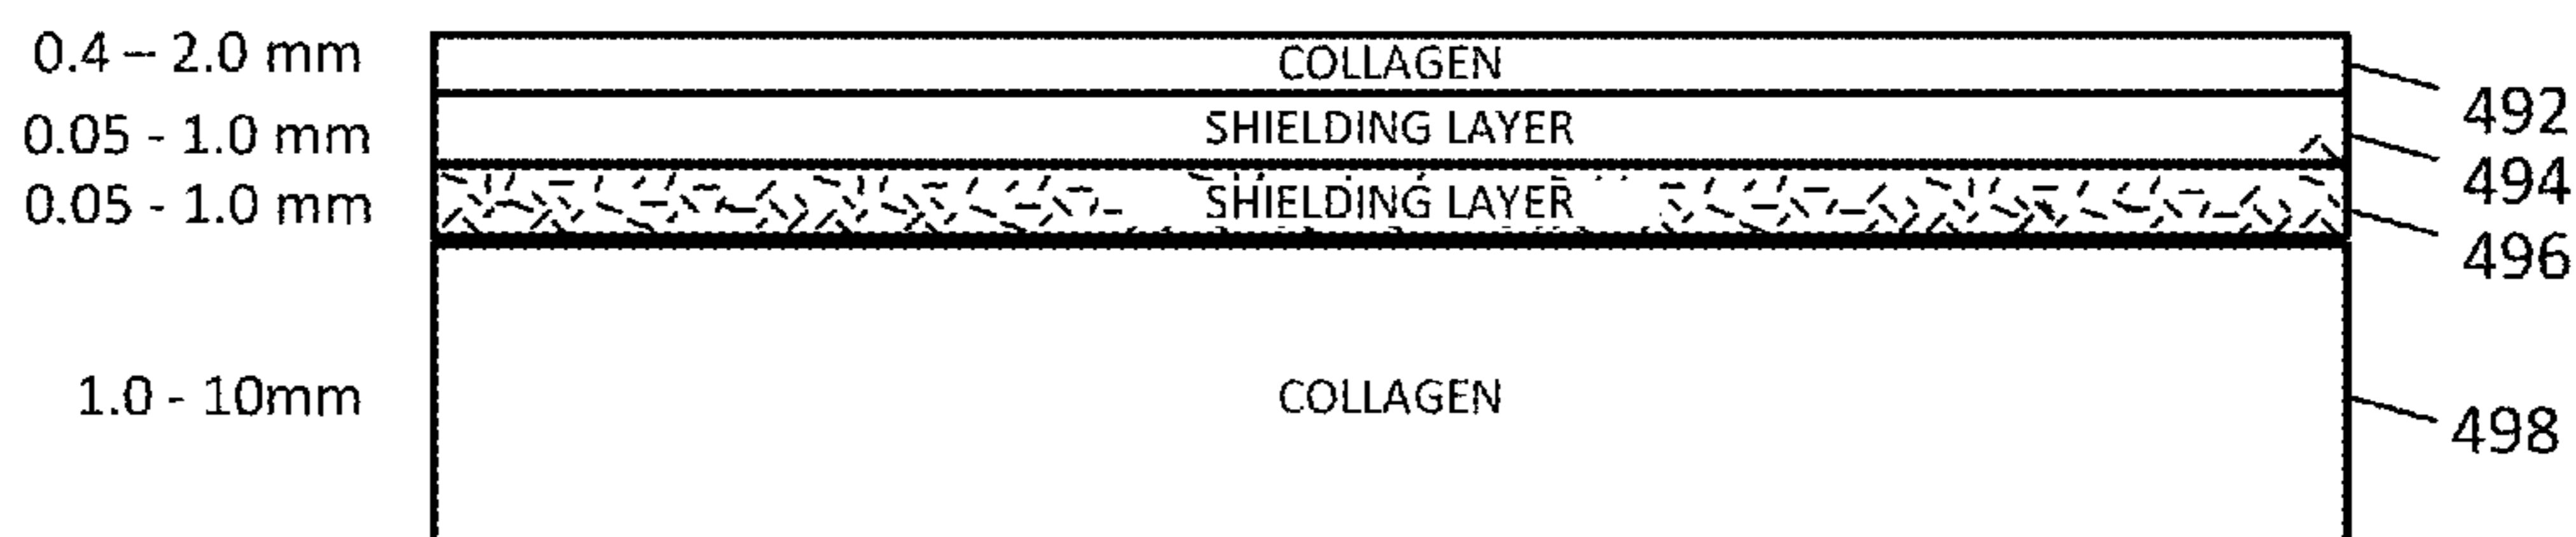 0.4 – 2.0 mm COLLAGEN 492
0.05 - 1.0 mm SHIELDING LAYER 494
0.05 - 1.0 mm SHIELDING LAYER 496
1.0 - 10mm COLLAGEN 498